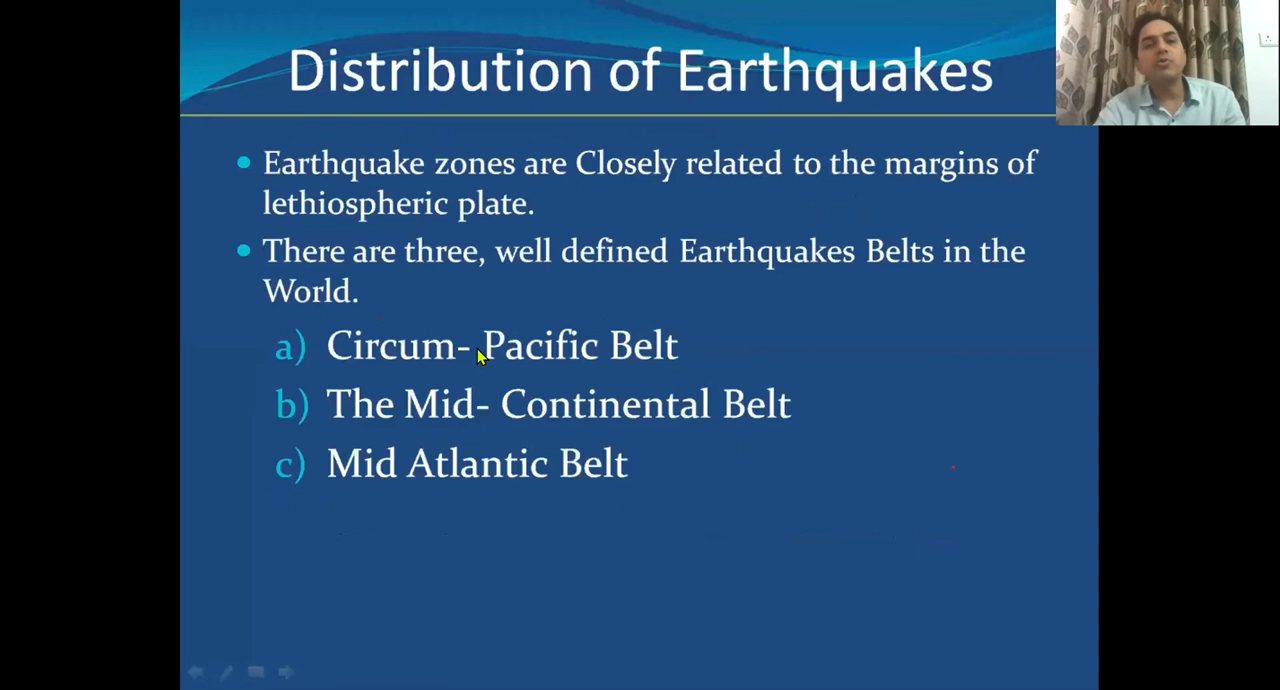 Distribution of Earthquakes
• Earthquake zones are Closely related to the margins of
lethiospheric plate.
• There are three, well defined Earthquakes Belts in the
World.
a) Circum- Pacific Belt
b) The Mid- Continental Belt
c) Mid Atlantic Belt